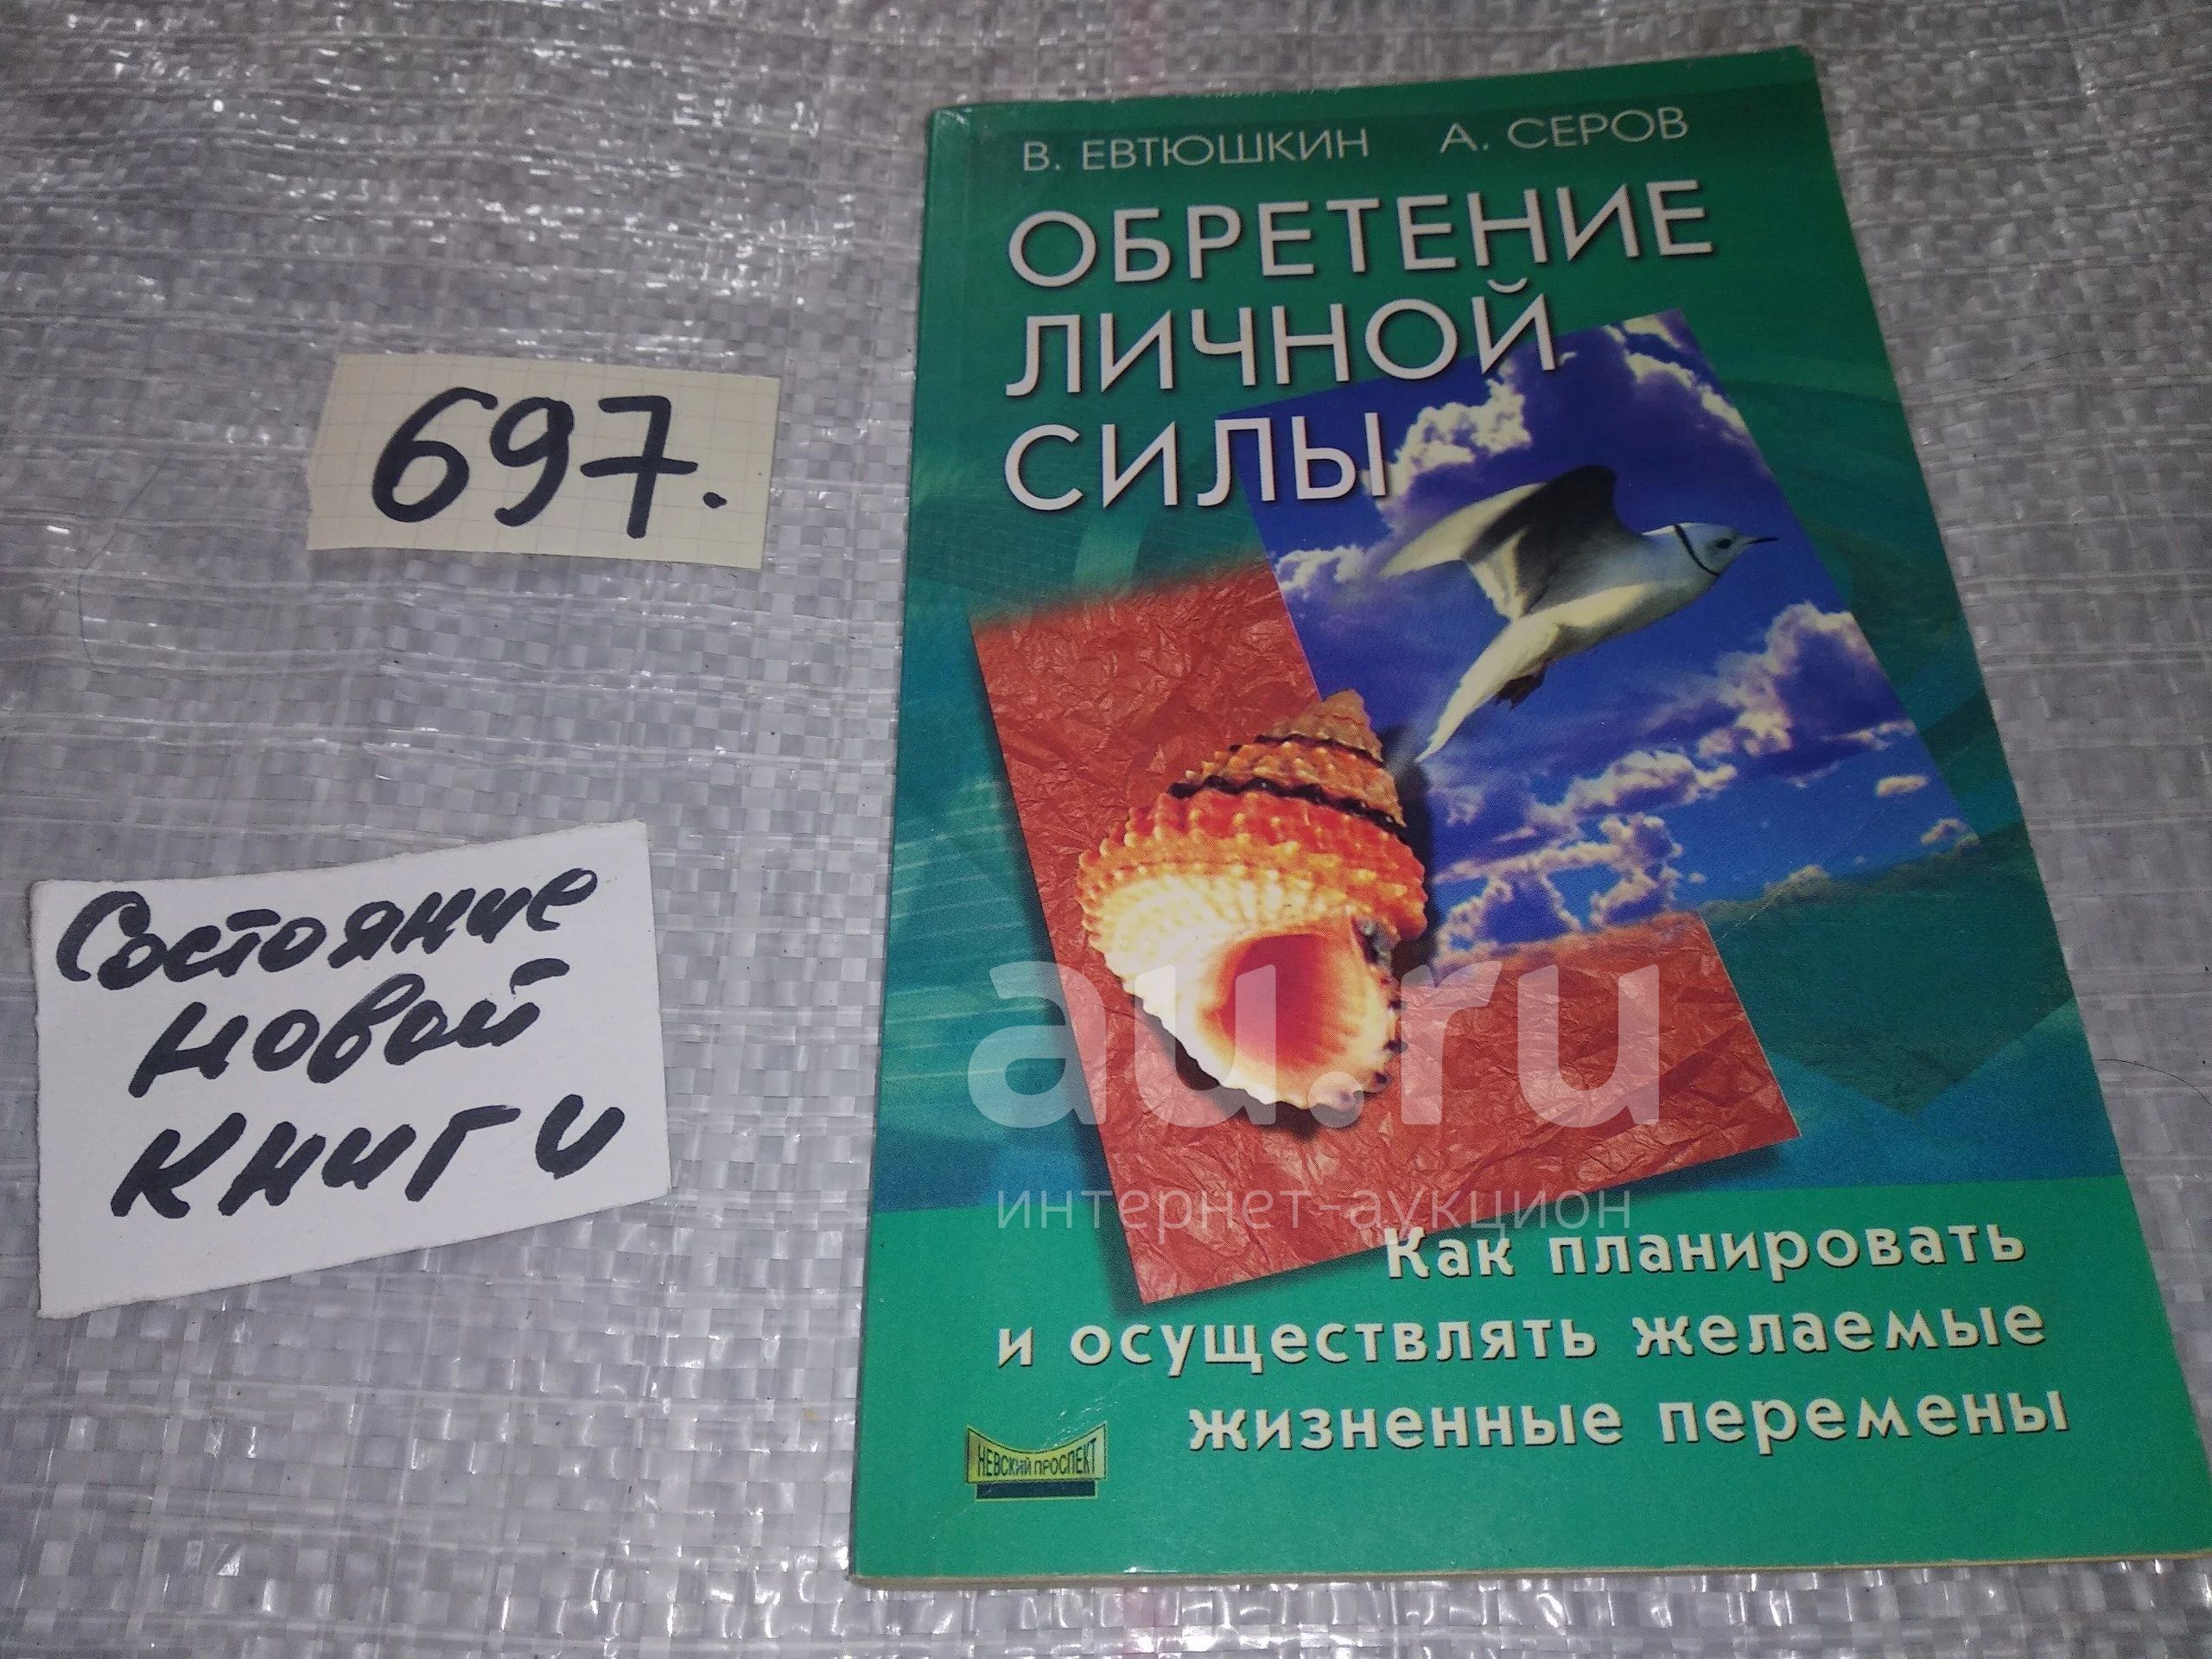 В. ЕВТЮШКИН А. СЕРОВ
ОБРЕТЕНИЕ
ЛИЧНОЙ
СИЛЫ
697.
Состояние
новой
книги
au.ru
интернет-аукцион
Как планировать
и осуществлять желаемые
жизненные перемены
НЕВСКИЙ ПРОСПЕКТ